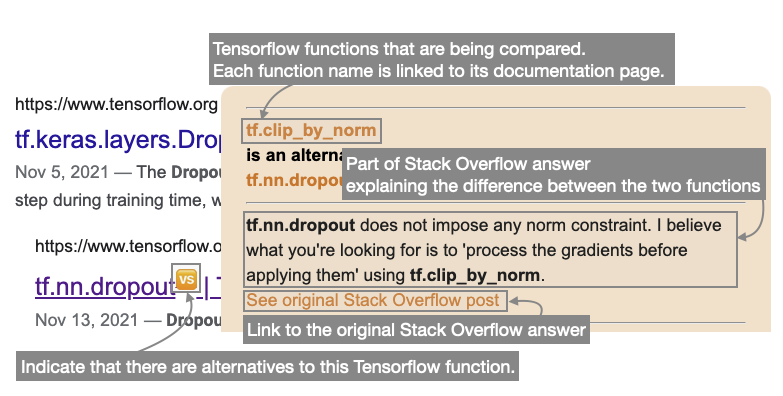 Tensorflow functions that are being compared.
Each function name is linked to its documentation page.
https://www.tensorflow.org
tf.keras.layers.Drop
Nov 5, 2021 — The Dropou
step during training time, w
tf.clip_by_norm
is an alterna
tf.nn.dropou
Part of Stack Overflow answer
explaining the difference between the two functions
https://www.tensorflow.o
tf.nn.dropout VS | T
Nov 13, 2021 — Dropou
tf.nn.dropout does not impose any norm constraint. I believe
what you're looking for is to 'process the gradients before
applying them' using tf.clip_by_norm.
See original Stack Overflow post
Link to the original Stack Overflow answer
Indicate that there are alternatives to this Tensorflow function.